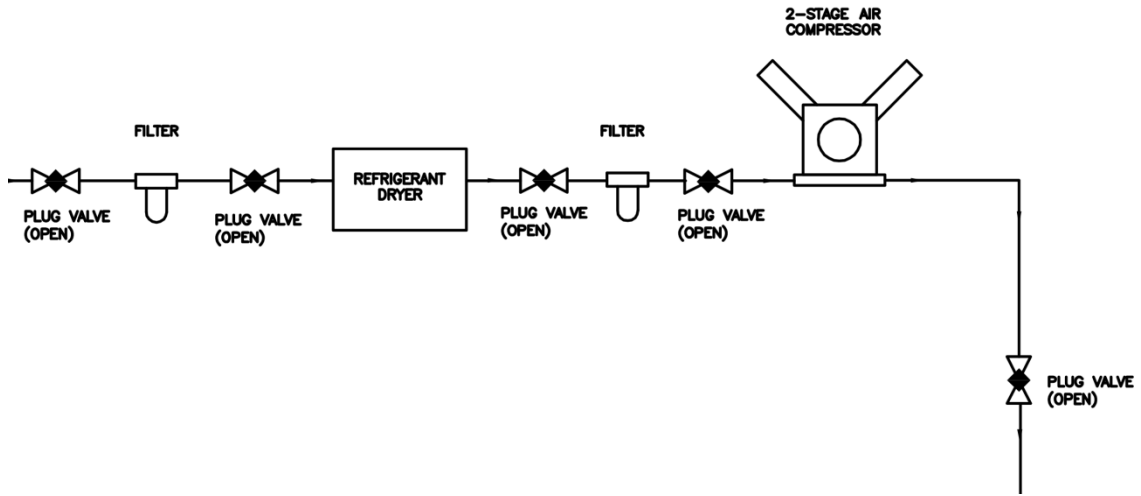 2-STAGE AIR
COMPRESSOR
FILTER
FILTER
REFRIGERANT
DRYER
PLUG VALVE
(OPEN)
PLUG VALVE
(OPEN)
PLUG VALVE
(OPEN)
PLUG VALVE
(OPEN)
PLUG VALVE
(OPEN)